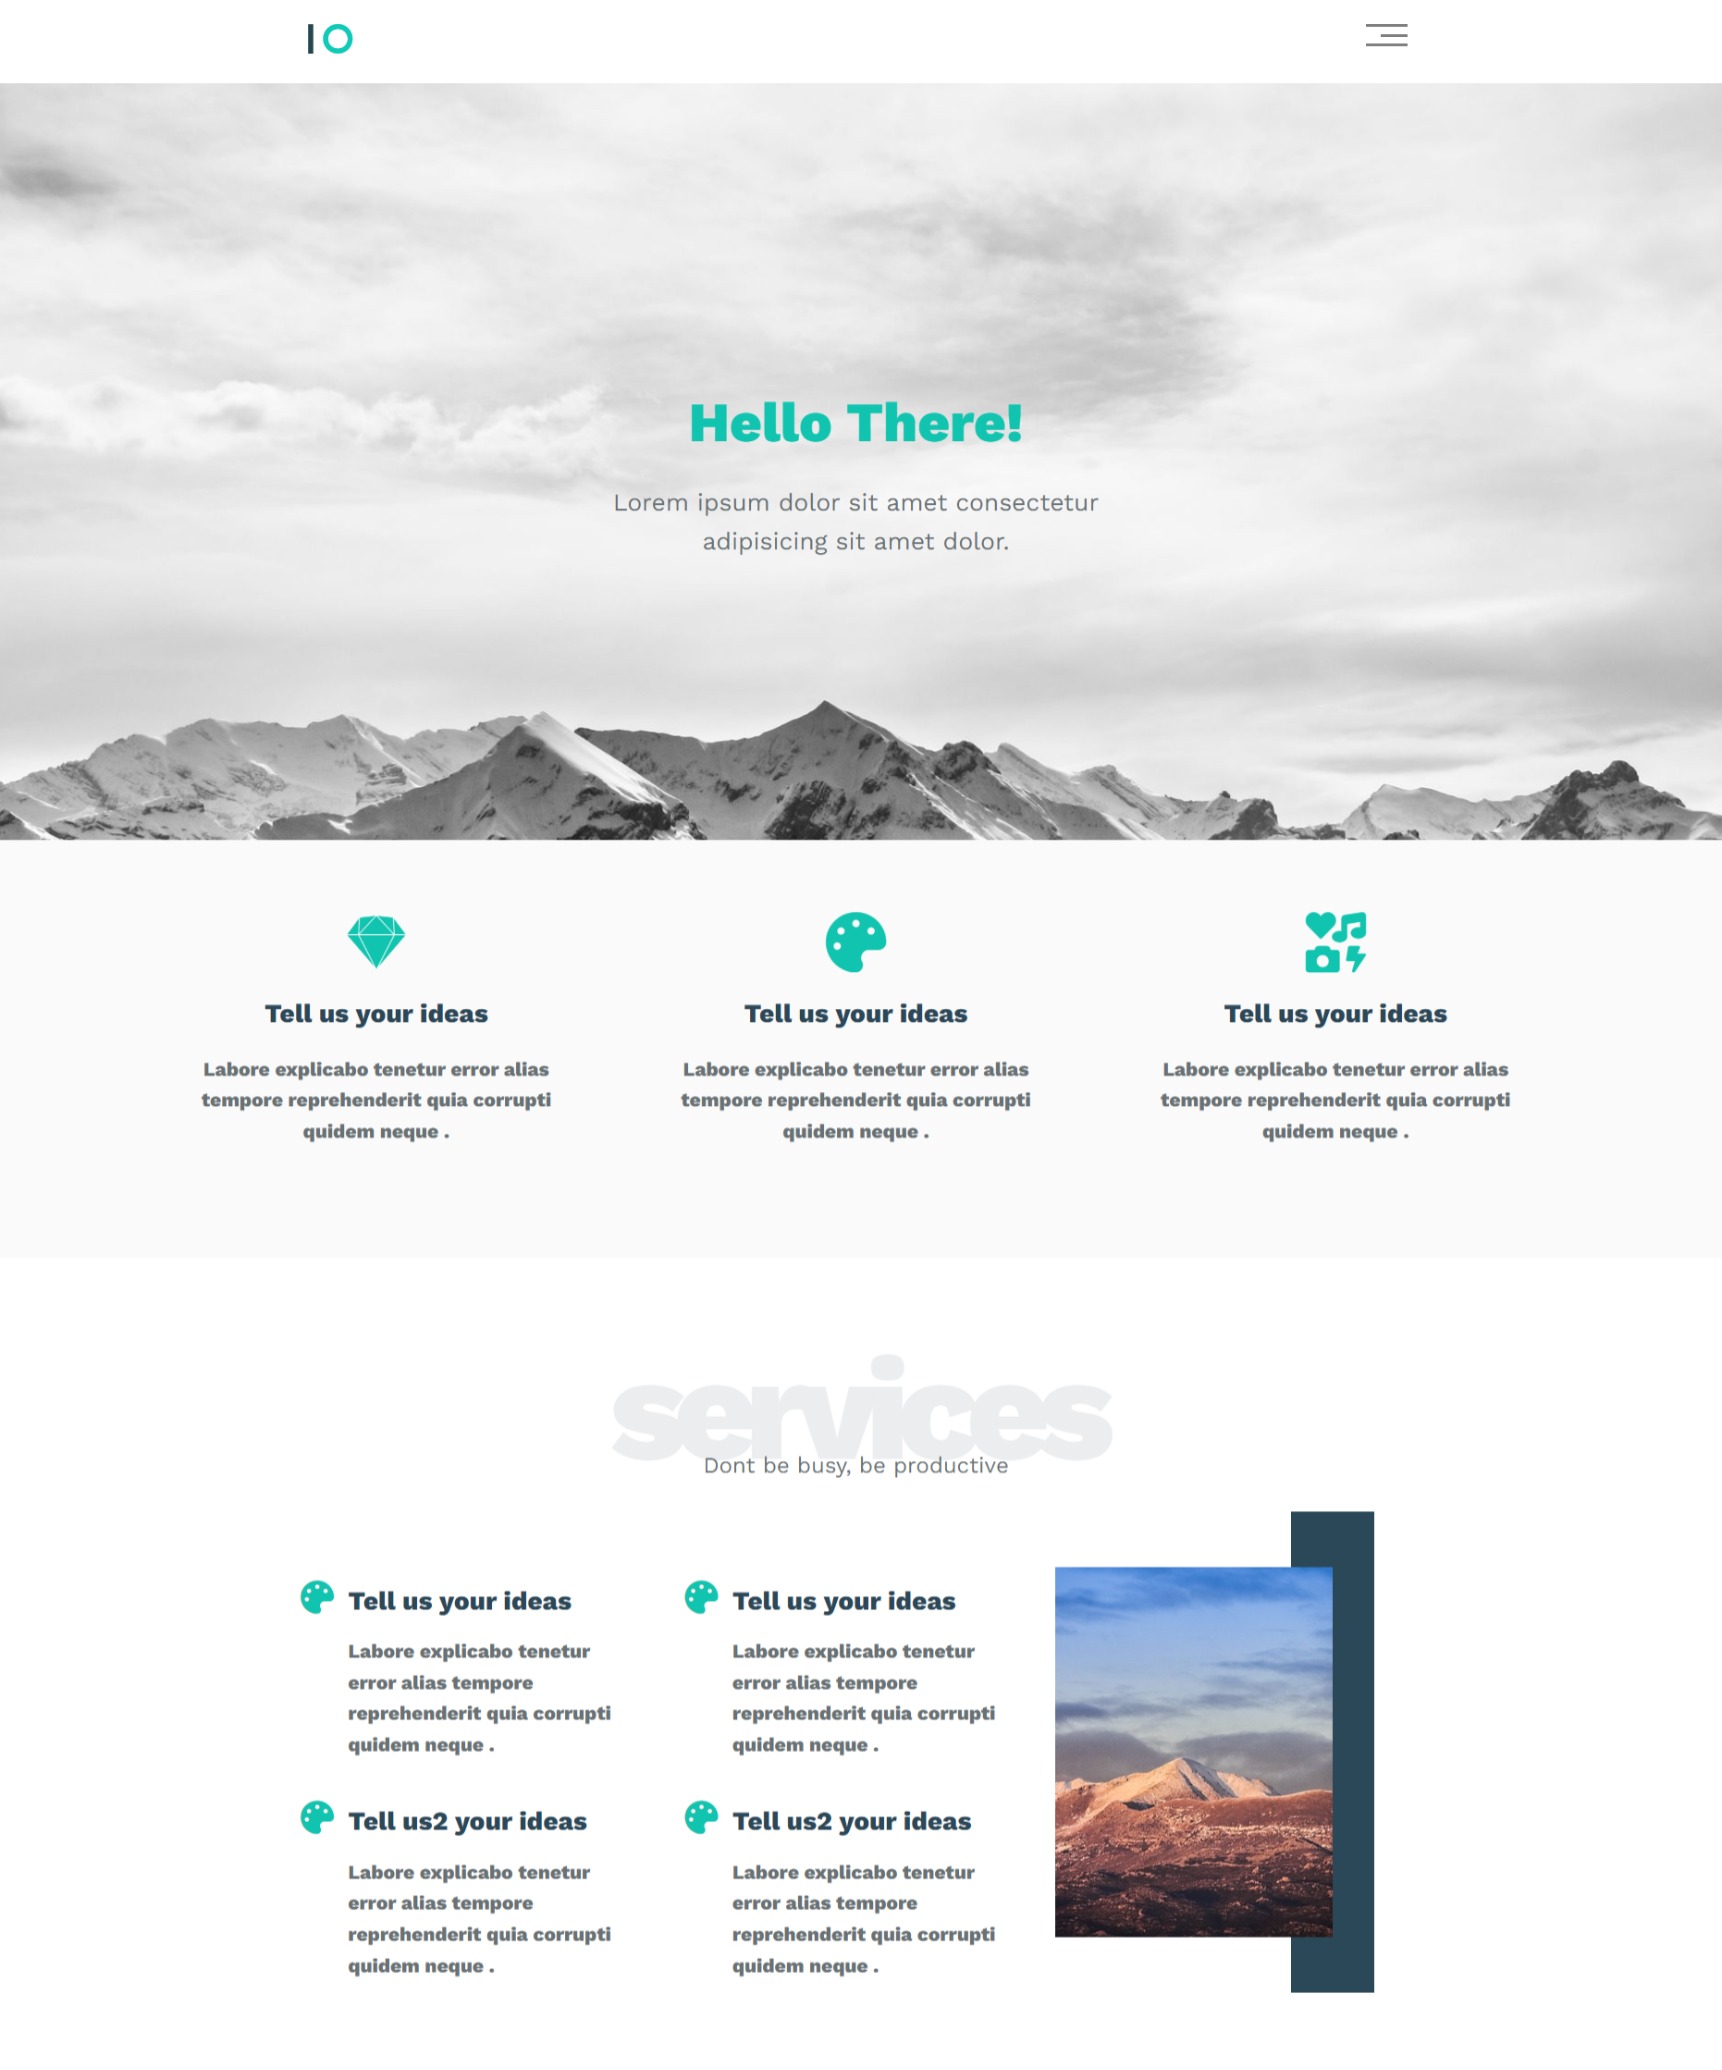 IO
Hello There!
Lorem ipsum dolor sit amet consectetur
adipisicing sit amet dolor.
Tell us your ideas
Labore explicabo tenetur error alias
tempore reprehenderit quia corrupti
quidem neque .
Tell us your ideas
Labore explicabo tenetur error alias
tempore reprehenderit quia corrupti
quidem neque .
Tell us your ideas
Labore explicabo tenetur error alias
tempore reprehenderit quia corrupti
quidem neque .
services
Dont be busy, be productive
Tell us your ideas
Labore explicabo tenetur
error alias tempore
reprehenderit quia corrupti
quidem neque .
Tell us your ideas
Labore explicabo tenetur
error alias tempore
reprehenderit quia corrupti
quidem neque .
Tell us2 your ideas
Labore explicabo tenetur
error alias tempore
reprehenderit quia corrupti
quidem neque .
Tell us2 your ideas
Labore explicabo tenetur
error alias tempore
reprehenderit quia corrupti
quidem neque .